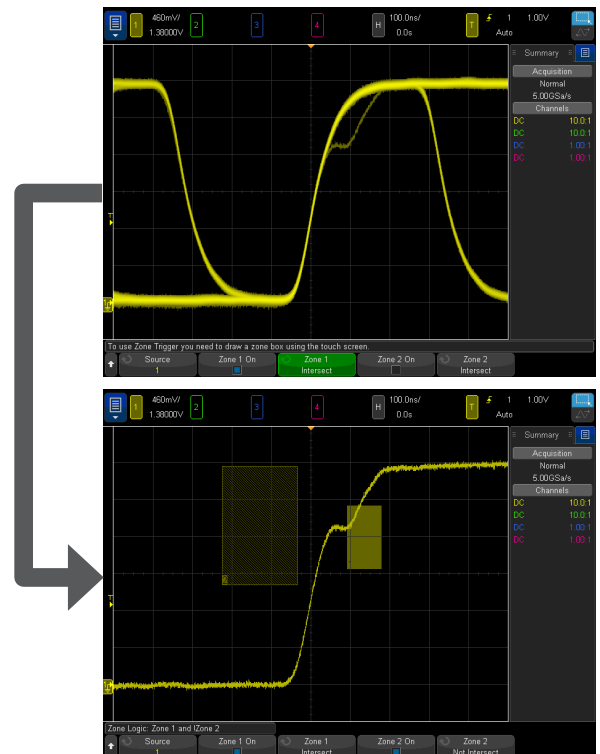 460mV/ 100.0ns/ 1 1.00V
1 2 3 4 H T
1.38000V 0.0s Auto
Summary
Acquisition
Normal
5.00GSa/s
Channels
DC 10.0:1
DC 10.0:1
DC 1.00:1
DC 1.00:1
T
To use Zone Trigger you need to draw a zone box using the touch screen.
Source Zone 1 On Zone 1 Zone 2 On Zone 2
1 Intersect Intersect
460mV/ 100.0ns/ 1 1.00V
1 2 3 4 H T
1.38000V 0.0s Auto
Summary
Acquisition
Normal
5.00GSa/s
Channels
DC 10.0:1
DC 10.0:1
DC 1.00:1
DC 1.00:1
T
Zone Logic: Zone 1 and !Zone 2
Source Zone 1 On Zone 1 Zone 2 On Zone 2
1 Intersect Not Intersect